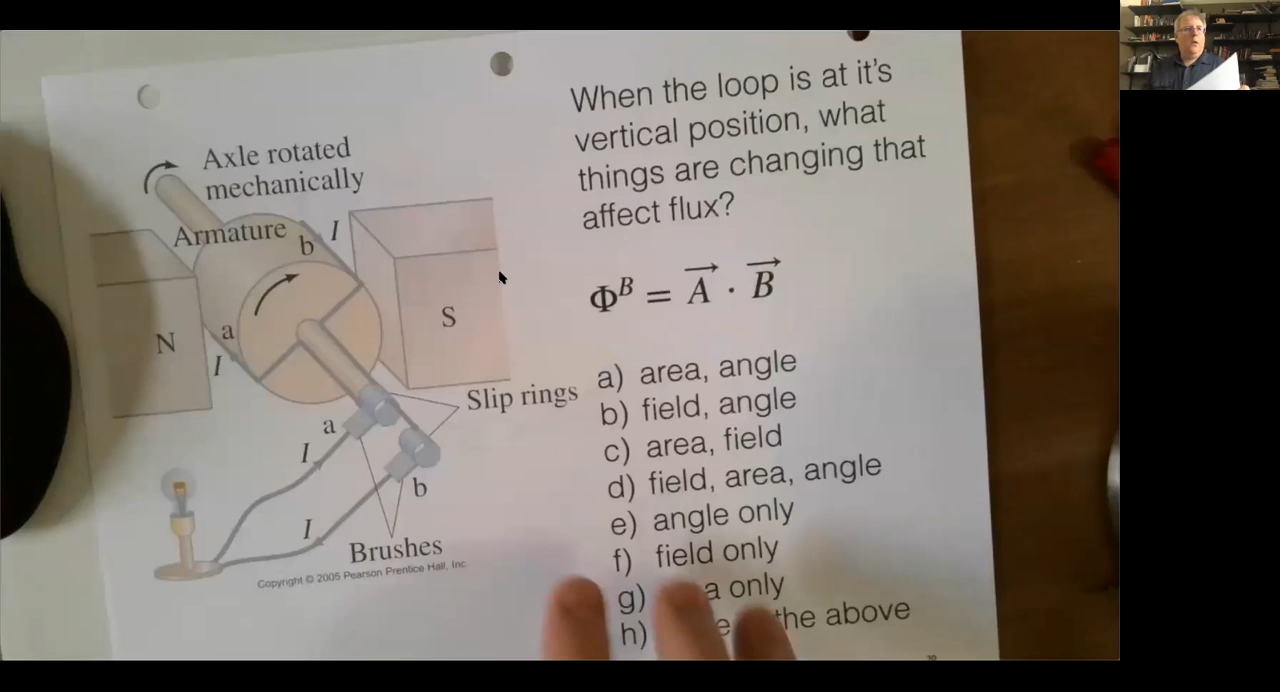 Axle rotated
mechanically
Armature
b
I
N
a
I
S
Slip rings
a
I
b
I
Brushes
Copyright © 2005 Pearson Prentice Hall, Inc
When the loop is at it's
vertical position, what
things are changing that
affect flux?
Φᴮ = A⃗ · B⃗
a) area, angle
b) field, angle
c) area, field
d) field, area, angle
e) angle only
f) field only
g) only
h) the above